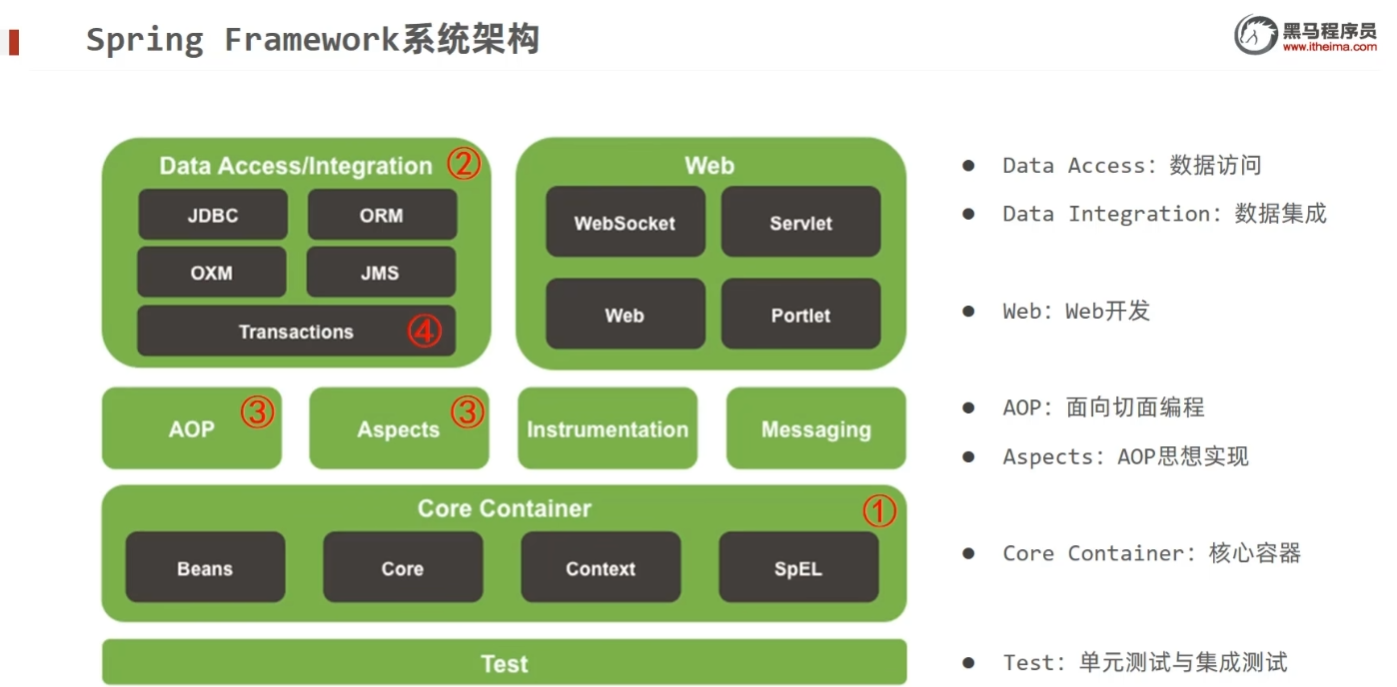 Spring Framework系统架构
黑马程序员
www.itheima.com
Data Access/Integration ②
JDBC
ORM
OXM
JMS
Transactions ④
Web
WebSocket
Servlet
Web
Portlet
AOP ③
Aspects ③
Instrumentation
Messaging
Core Container ①
Beans
Core
Context
SpEL
Test
● Data Access: 数据访问
● Data Integration: 数据集成
● Web: Web开发
● AOP: 面向切面编程
● Aspects: AOP思想实现
● Core Container: 核心容器
● Test: 单元测试与集成测试